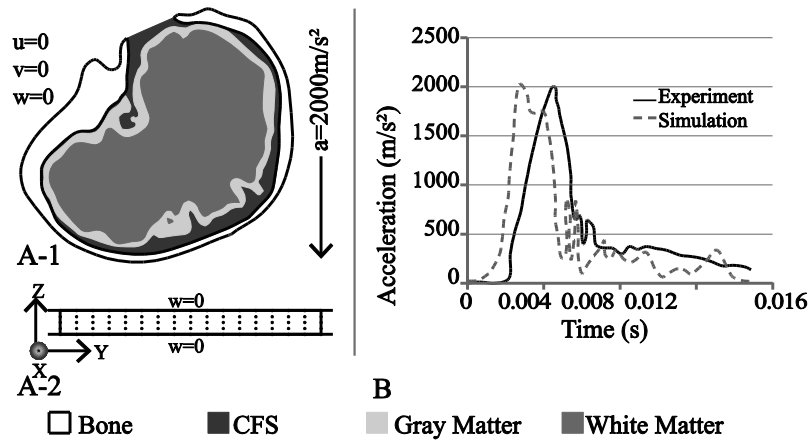 u=0
v=0
w=0
a=2000m/s²
A-1
Z
w=0
w=0
Y
X
A-2
2500
2000
1500
1000
500
0
Acceleration (m/s²)
Experiment
Simulation
0 0.004 0.008 0.012 0.016
Time (s)
B
Bone CFS Gray Matter White Matter